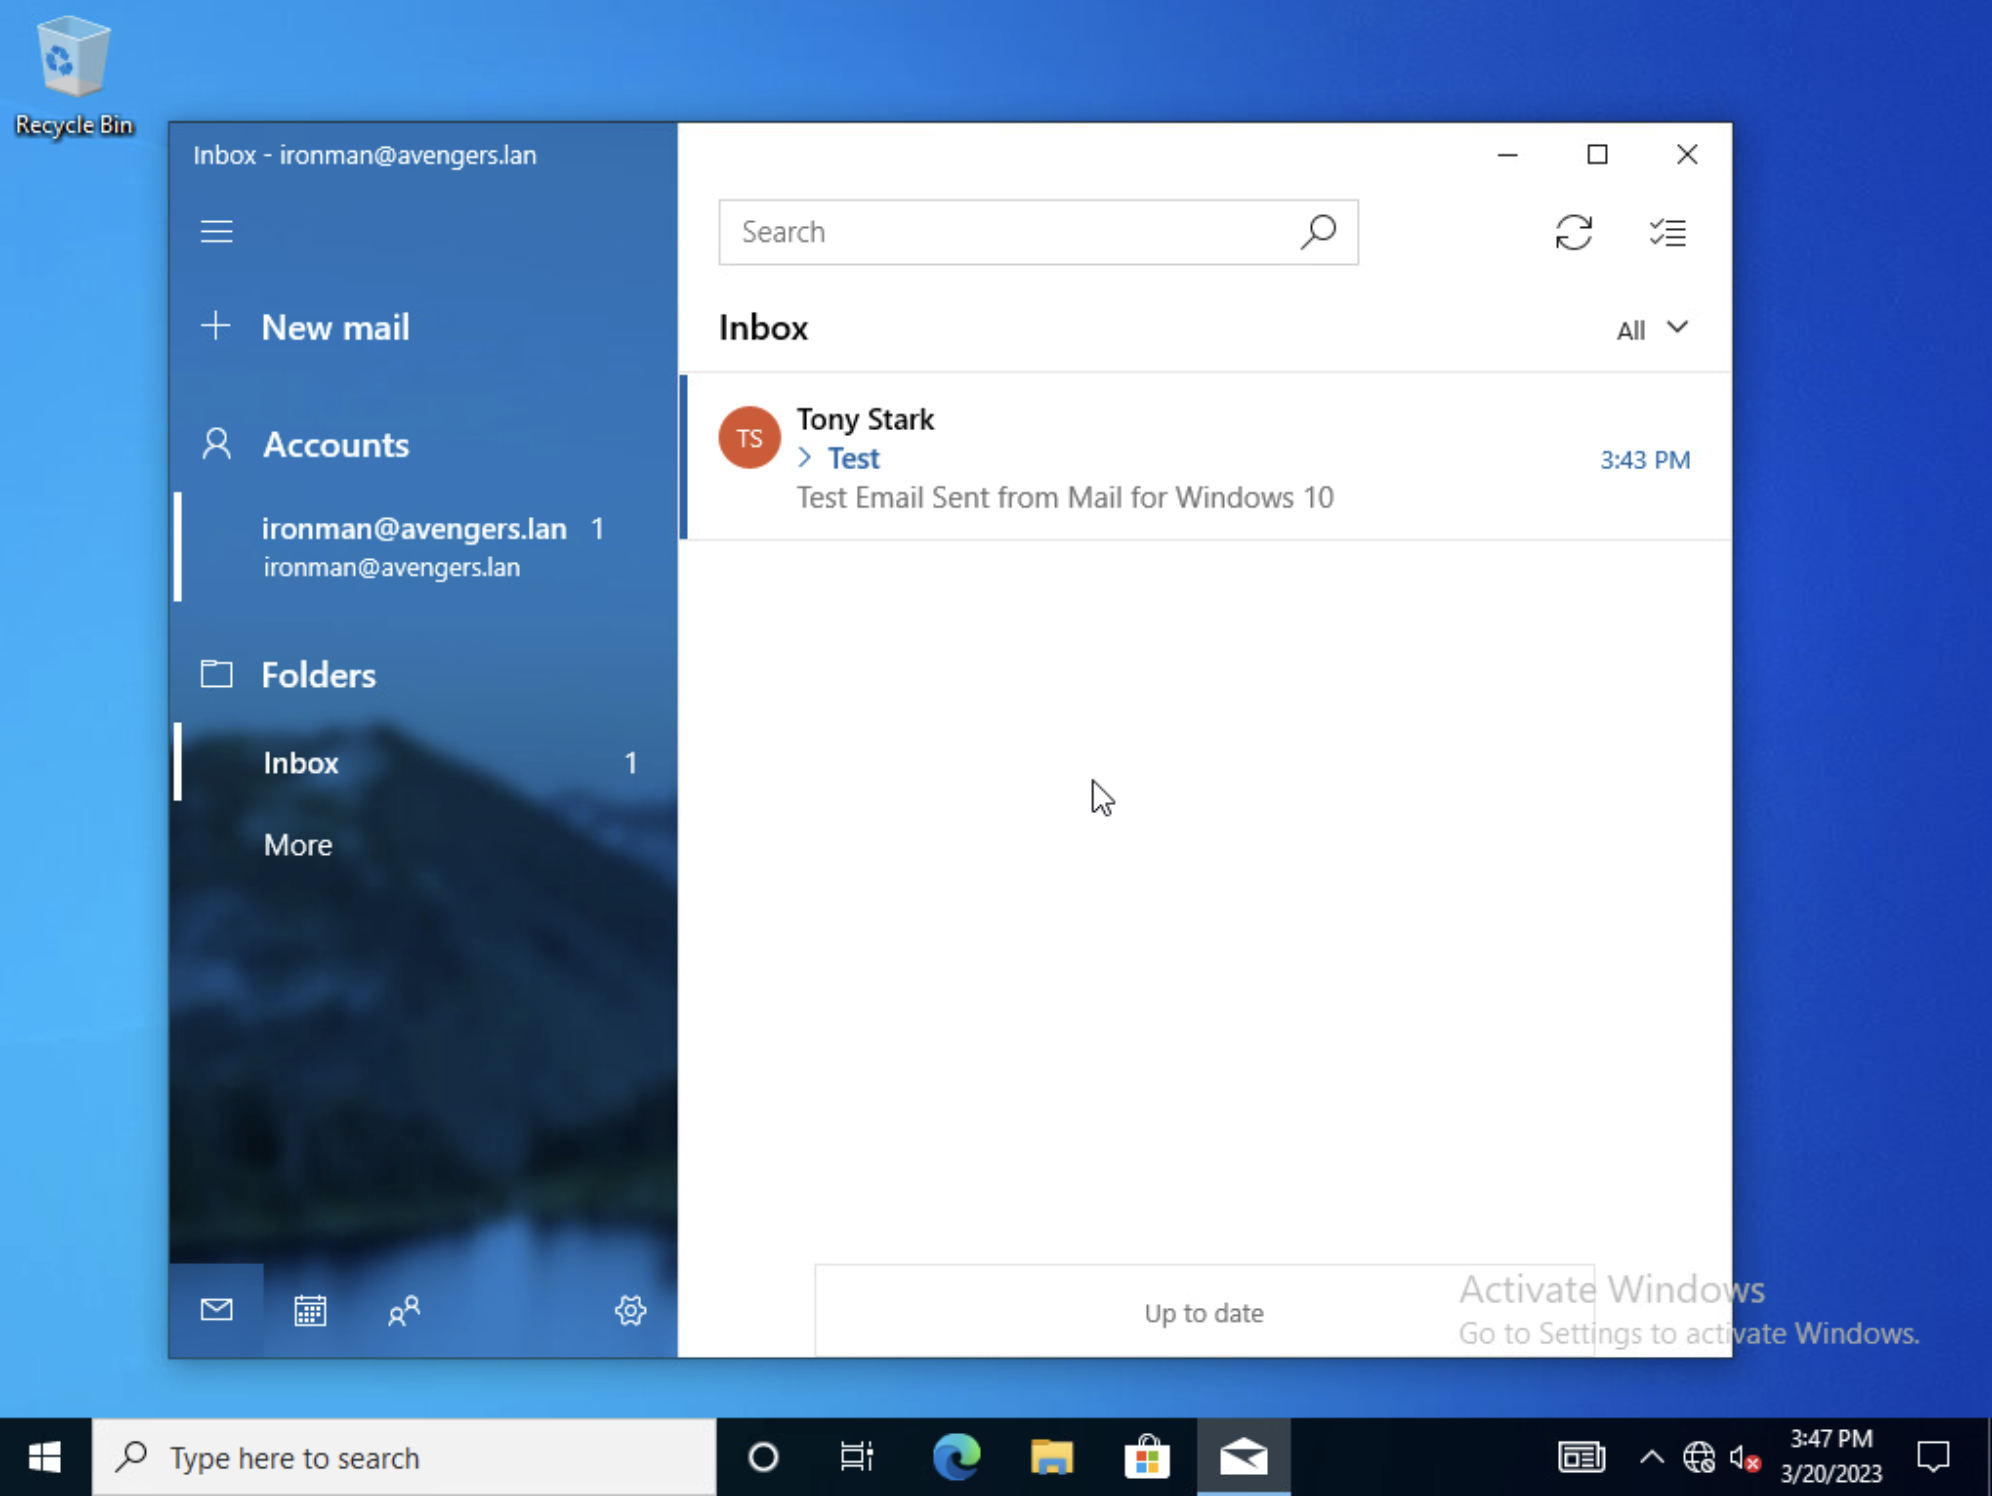 Recycle Bin
Inbox - ironman@avengers.lan
Search
New mail
Inbox
All
Accounts
TS
Tony Stark
Test
3:43 PM
Test Email Sent from Mail for Windows 10
ironman@avengers.lan 1
ironman@avengers.lan
Folders
Inbox 1
More
Up to date
Activate Windows
Go to Settings to activate Windows.
Type here to search
3:47 PM
3/20/2023